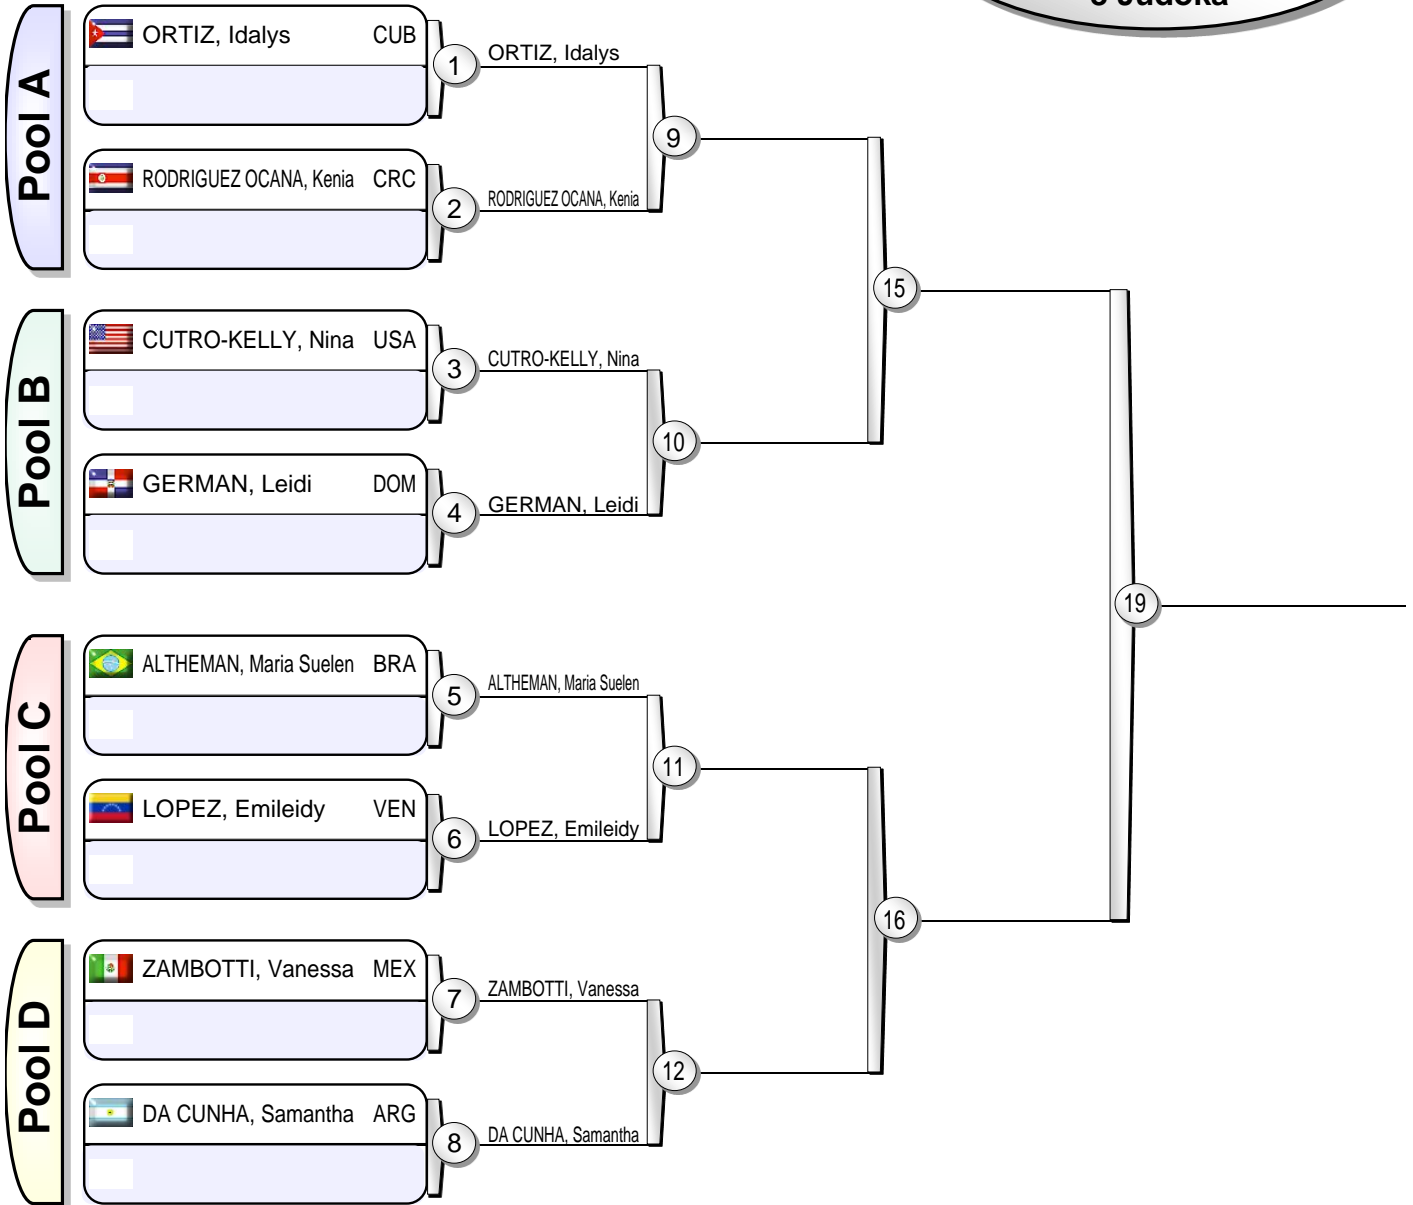 Judoka
Pool A
ORTIZ, Idalys CUB
1
ORTIZ, Idalys
9
RODRIGUEZ OCANA, Kenia CRC
2
RODRIGUEZ OCANA, Kenia
15
Pool B
CUTRO-KELLY, Nina USA
3
CUTRO-KELLY, Nina
10
GERMAN, Leidi DOM
4
GERMAN, Leidi
19
Pool C
ALTHEMAN, Maria Suelen BRA
5
ALTHEMAN, Maria Suelen
11
LOPEZ, Emileidy VEN
6
LOPEZ, Emileidy
16
Pool D
ZAMBOTTI, Vanessa MEX
7
ZAMBOTTI, Vanessa
12
DA CUNHA, Samantha ARG
8
DA CUNHA, Samantha